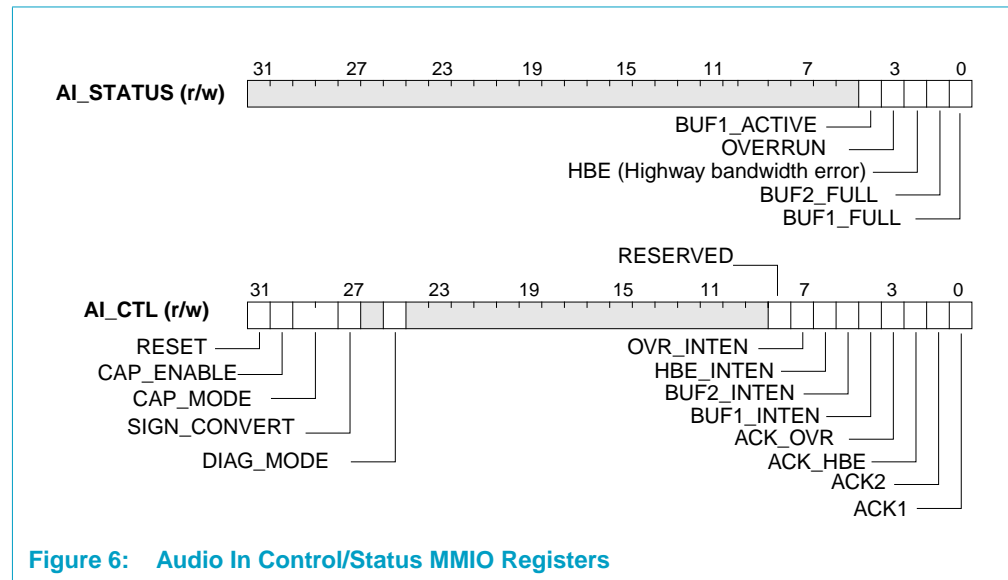 31 27 23 19 15 11 7 3 0
AI_STATUS (r/w)
BUF1_ACTIVE
OVERRUN
HBE (Highway bandwidth error)
BUF2_FULL
BUF1_FULL
RESERVED
31 27 23 19 15 11 7 3 0
AI_CTL (r/w)
RESET
CAP_ENABLE
CAP_MODE
SIGN_CONVERT
DIAG_MODE
OVR_INTEN
HBE_INTEN
BUF2_INTEN
BUF1_INTEN
ACK_OVR
ACK_HBE
ACK2
ACK1
Figure 6: Audio In Control/Status MMIO Registers